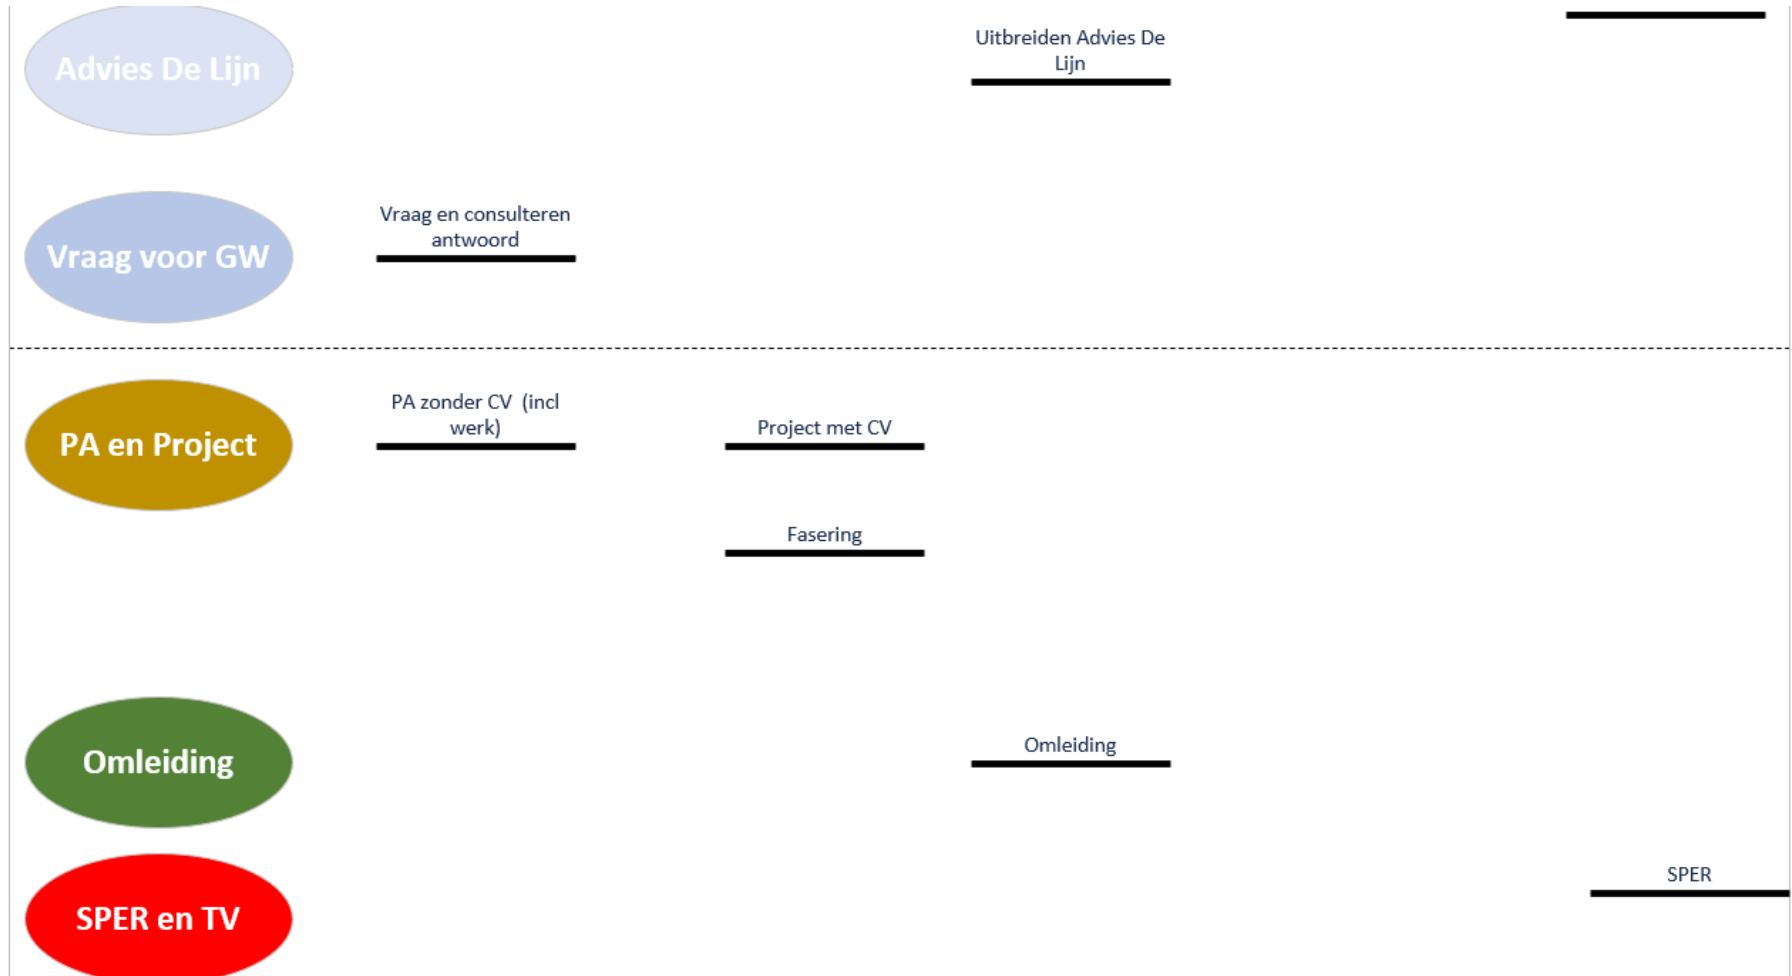 Advies De Lijn
Uitbreiden Advies De
Lijn
Vraag voor GW
Vraag en consulteren
antwoord
PA en Project
PA zonder CV  (incl
werk)
Project met CV
Fasering
Omleiding
Omleiding
SPER en TV
SPER